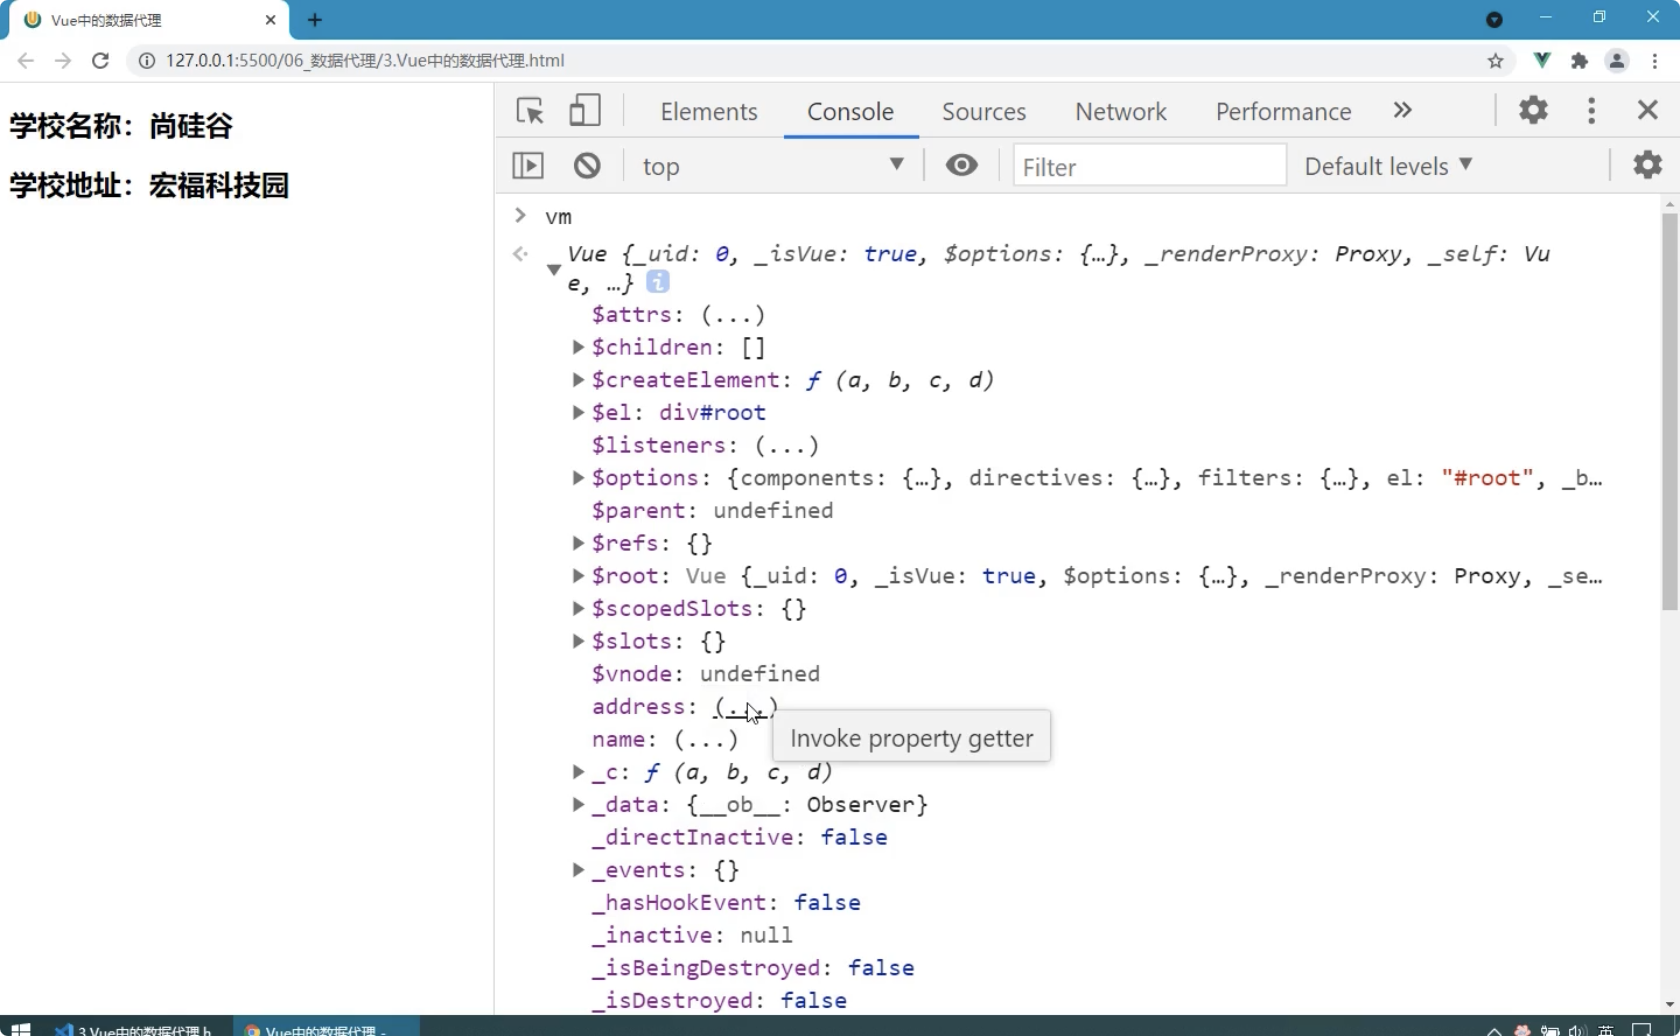 Vue中的数据代理
127.0.0.1:5500/06_数据代理/3.Vue中的数据代理.html
学校名称：尚硅谷
学校地址：宏福科技园
Elements Console Sources Network Performance
top Filter Default levels
vm
Vue {_uid: 0, _isVue: true, $options: {…}, _renderProxy: Proxy, _self: Vu
e, …}
$attrs: (...)
$children: []
$createElement: ƒ (a, b, c, d)
$el: div#root
$listeners: (...)
$options: {components: {…}, directives: {…}, filters: {…}, el: "#root", _b…
$parent: undefined
$refs: {}
$root: Vue {_uid: 0, _isVue: true, $options: {…}, _renderProxy: Proxy, _se…
$scopedSlots: {}
$slots: {}
$vnode: undefined
address: (...)
Invoke property getter
name: (...)
_c: ƒ (a, b, c, d)
_data: {__ob__: Observer}
_directInactive: false
_events: {}
_hasHookEvent: false
_inactive: null
_isBeingDestroyed: false
_isDestroyed: false
3.Vue中的数据代理.h
Vue中的数据代理 -
英